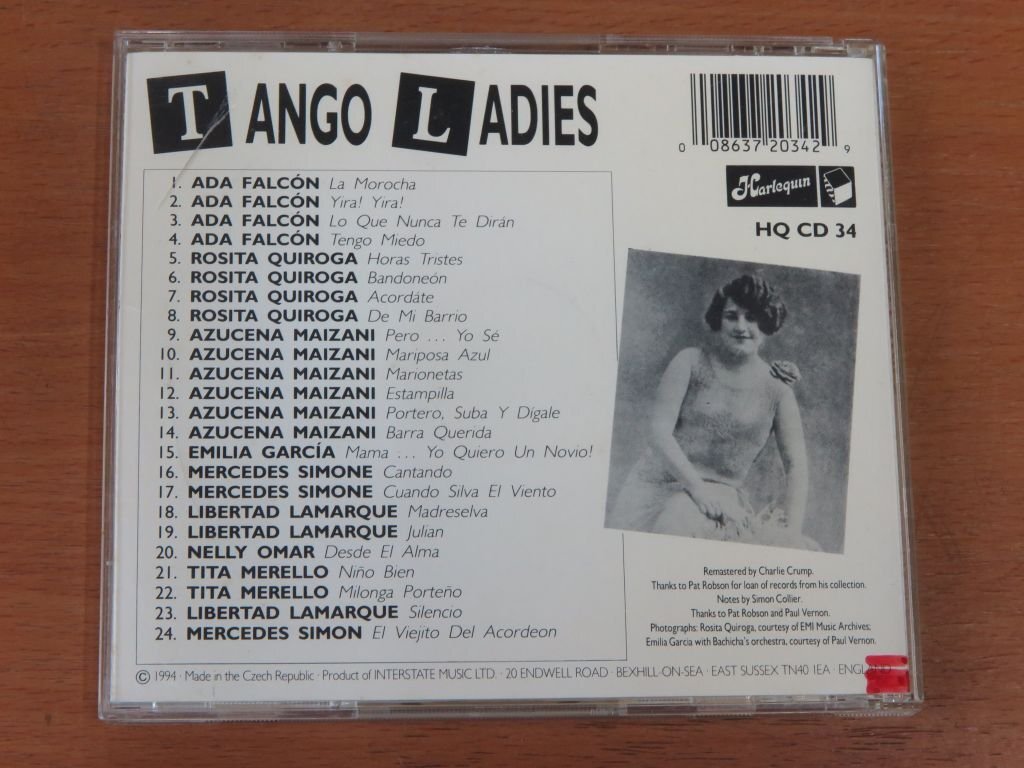 TANGO LADIES
0 08637 20342 9
Harlequin
HQ CD 34
1. ADA FALCÓN La Morocha
2. ADA FALCÓN Yira! Yira!
3. ADA FALCÓN Lo Que Nunca Te Dirán
4. ADA FALCÓN Tengo Miedo
5. ROSITA QUIROGA Horas Tristes
6. ROSITA QUIROGA Bandoneón
7. ROSITA QUIROGA Acordáte
8. ROSITA QUIROGA De Mi Barrio
9. AZUCENA MAIZANI Pero ... Yo Sé
10. AZUCENA MAIZANI Mariposa Azul
11. AZUCENA MAIZANI Marionetas
12. AZUCENA MAIZANI Estampilla
13. AZUCENA MAIZANI Portero, Suba Y Dígale
14. AZUCENA MAIZANI Barra Querida
15. EMILIA GARCÍA Mama ... Yo Quiero Un Novio!
16. MERCEDES SIMONE Cantando
17. MERCEDES SIMONE Cuando Silva El Viento
18. LIBERTAD LAMARQUE Madreselva
19. LIBERTAD LAMARQUE Julian
20. NELLY OMAR Desde El Alma
21. TITA MERELLO Niño Bien
22. TITA MERELLO Milonga Porteño
23. LIBERTAD LAMARQUE Silencio
24. MERCEDES SIMON El Viejito Del Acordeon
Remastered by Charlie Crump.
Thanks to Pat Robson for loan of records from his collection.
Notes by Simon Collier.
Thanks to Pat Robson and Paul Vernon.
Photographs: Rosita Quiroga, courtesy of EMI Music Archives;
Emilia Garcia with Bachicha's orchestra, courtesy of Paul Vernon.
© 1994 · Made in the Czech Republic · Product of INTERSTATE MUSIC LTD. · 20 ENDWELL ROAD · BEXHILL-ON-SEA · EAST SUSSEX TN40 1EA · ENGLAND